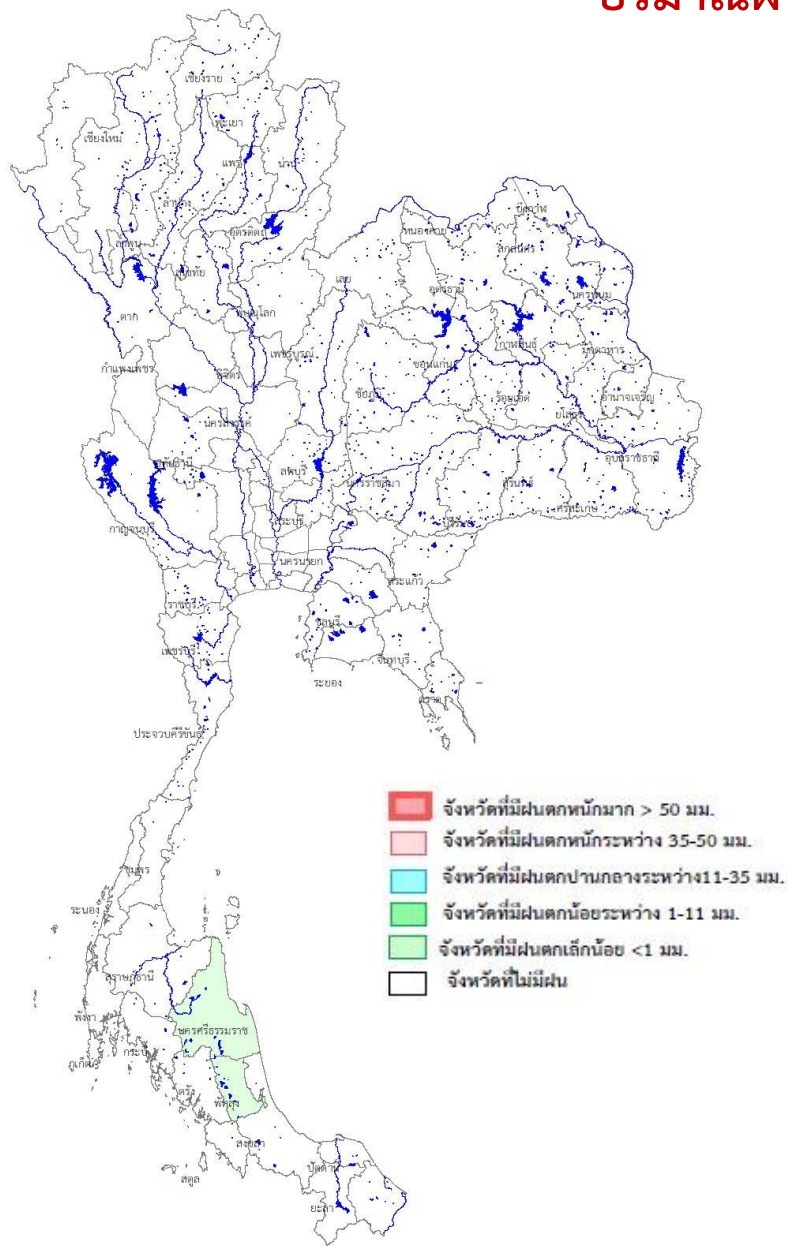 เชียงราย
เชียงใหม่
พะเยา
แพร่
น่าน
ลำปาง
ลำพูน
อุตรดิตถ์
สุโขทัย
ตาก
พิษณุโลก
กำแพงเพชร
พิจิตร
เพชรบูรณ์
เลย
หนองคาย
บึงกาฬ
สกลนคร
อุดรธานี
นครพนม
กาฬสินธุ์
มุกดาหาร
ขอนแก่น
ชัยภูมิ
ร้อยเอ็ด
ยโสธร
อำนาจเจริญ
นครสวรรค์
อุทัยธานี
ลพบุรี
นครราชสีมา
สุรินทร์
อุบลราชธานี
ศรีสะเกษ
บุรีรัมย์
สระบุรี
กาญจนบุรี
นครนายก
สระแก้ว
ราชบุรี
ชลบุรี
เพชรบุรี
จันทบุรี
ระยอง
ตราด
ประจวบคีรีขันธ์
จังหวัดที่มีฝนตกหนักมาก > 50 มม.
จังหวัดที่มีฝนตกหนักระหว่าง 35-50 มม.
จังหวัดที่มีฝนตกปานกลางระหว่าง11-35 มม.
จังหวัดที่มีฝนตกน้อยระหว่าง 1-11 มม.
จังหวัดที่มีฝนตกเล็กน้อย <1 มม.
จังหวัดที่ไม่มีฝน
ชุมพร
ระนอง
สุราษฎร์ธานี
พังงา
นครศรีธรรมราช
กระบี่
ภูเก็ต
ตรัง
พัทลุง
สงขลา
สตูล
ปัตตานี
ยะลา